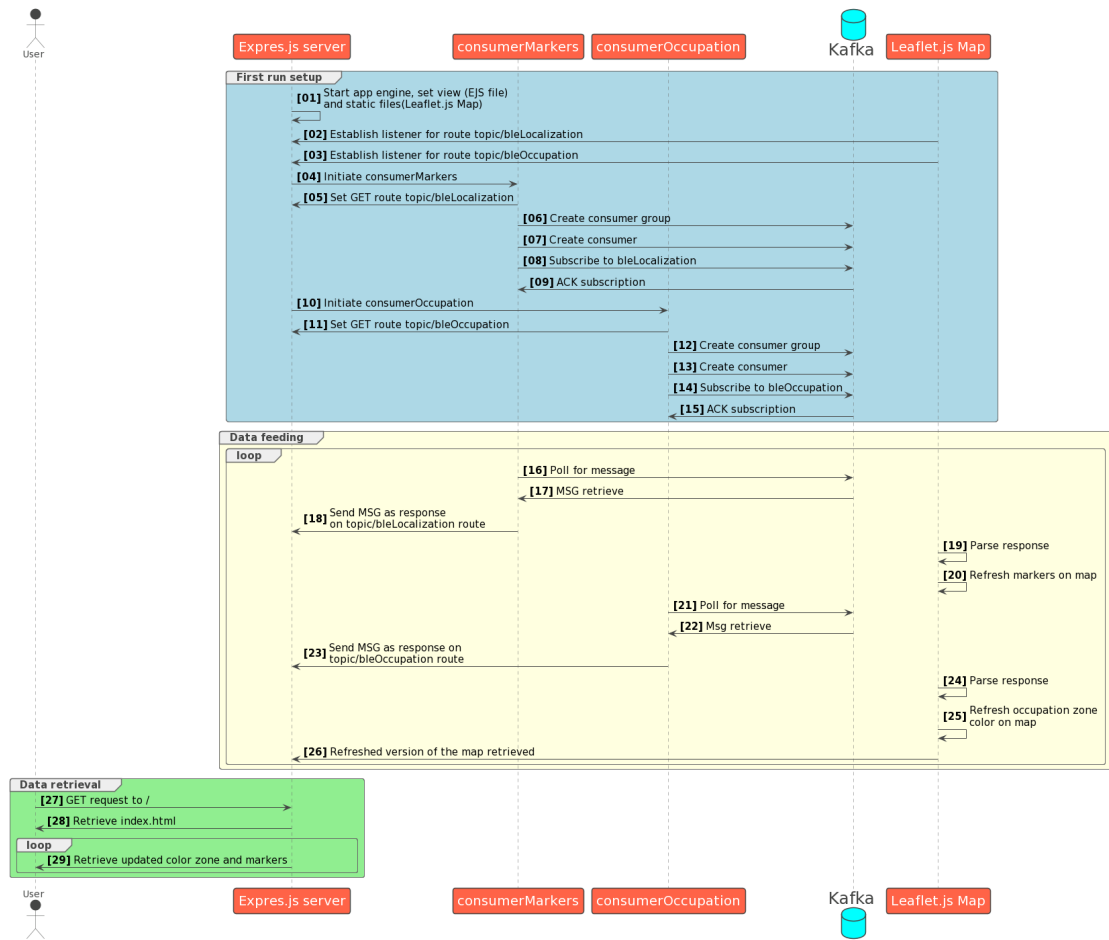 User
Expres.js server
consumerMarkers
consumerOccupation
Kafka
Leaflet.js Map
First run setup
[01] Start app engine, set view (EJS file)
and static files(Leaflet.js Map)
[02] Establish listener for route topic/bleLocalization
[03] Establish listener for route topic/bleOccupation
[04] Initiate consumerMarkers
[05] Set GET route topic/bleLocalization
[06] Create consumer group
[07] Create consumer
[08] Subscribe to bleLocalization
[09] ACK subscription
[10] Initiate consumerOccupation
[11] Set GET route topic/bleOccupation
[12] Create consumer group
[13] Create consumer
[14] Subscribe to bleOccupation
[15] ACK subscription
Data feeding
loop
[16] Poll for message
[17] MSG retrieve
[18] Send MSG as response
on topic/bleLocalization route
[19] Parse response
[20] Refresh markers on map
[21] Poll for message
[22] Msg retrieve
[23] Send MSG as response on
topic/bleOccupation route
[24] Parse response
[25] Refresh occupation zone
color on map
[26] Refreshed version of the map retrieved
Data retrieval
[27] GET request to /
[28] Retrieve index.html
loop
[29] Retrieve updated color zone and markers
User
Expres.js server
consumerMarkers
consumerOccupation
Kafka
Leaflet.js Map